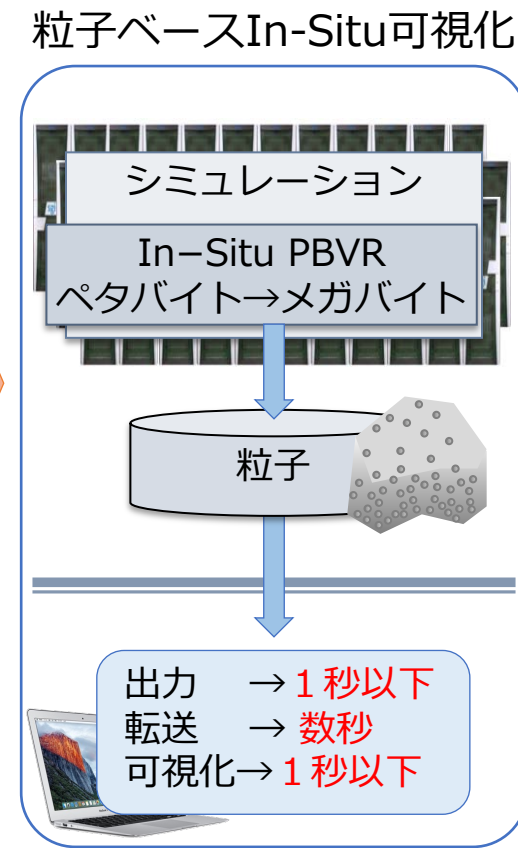 粒子ベースIn-Situ可視化
シミュレーション
In−Situ PBVR
ペタバイト→メガバイト
粒子
出力 →１秒以下
転送 → 数秒
可視化→１秒以下